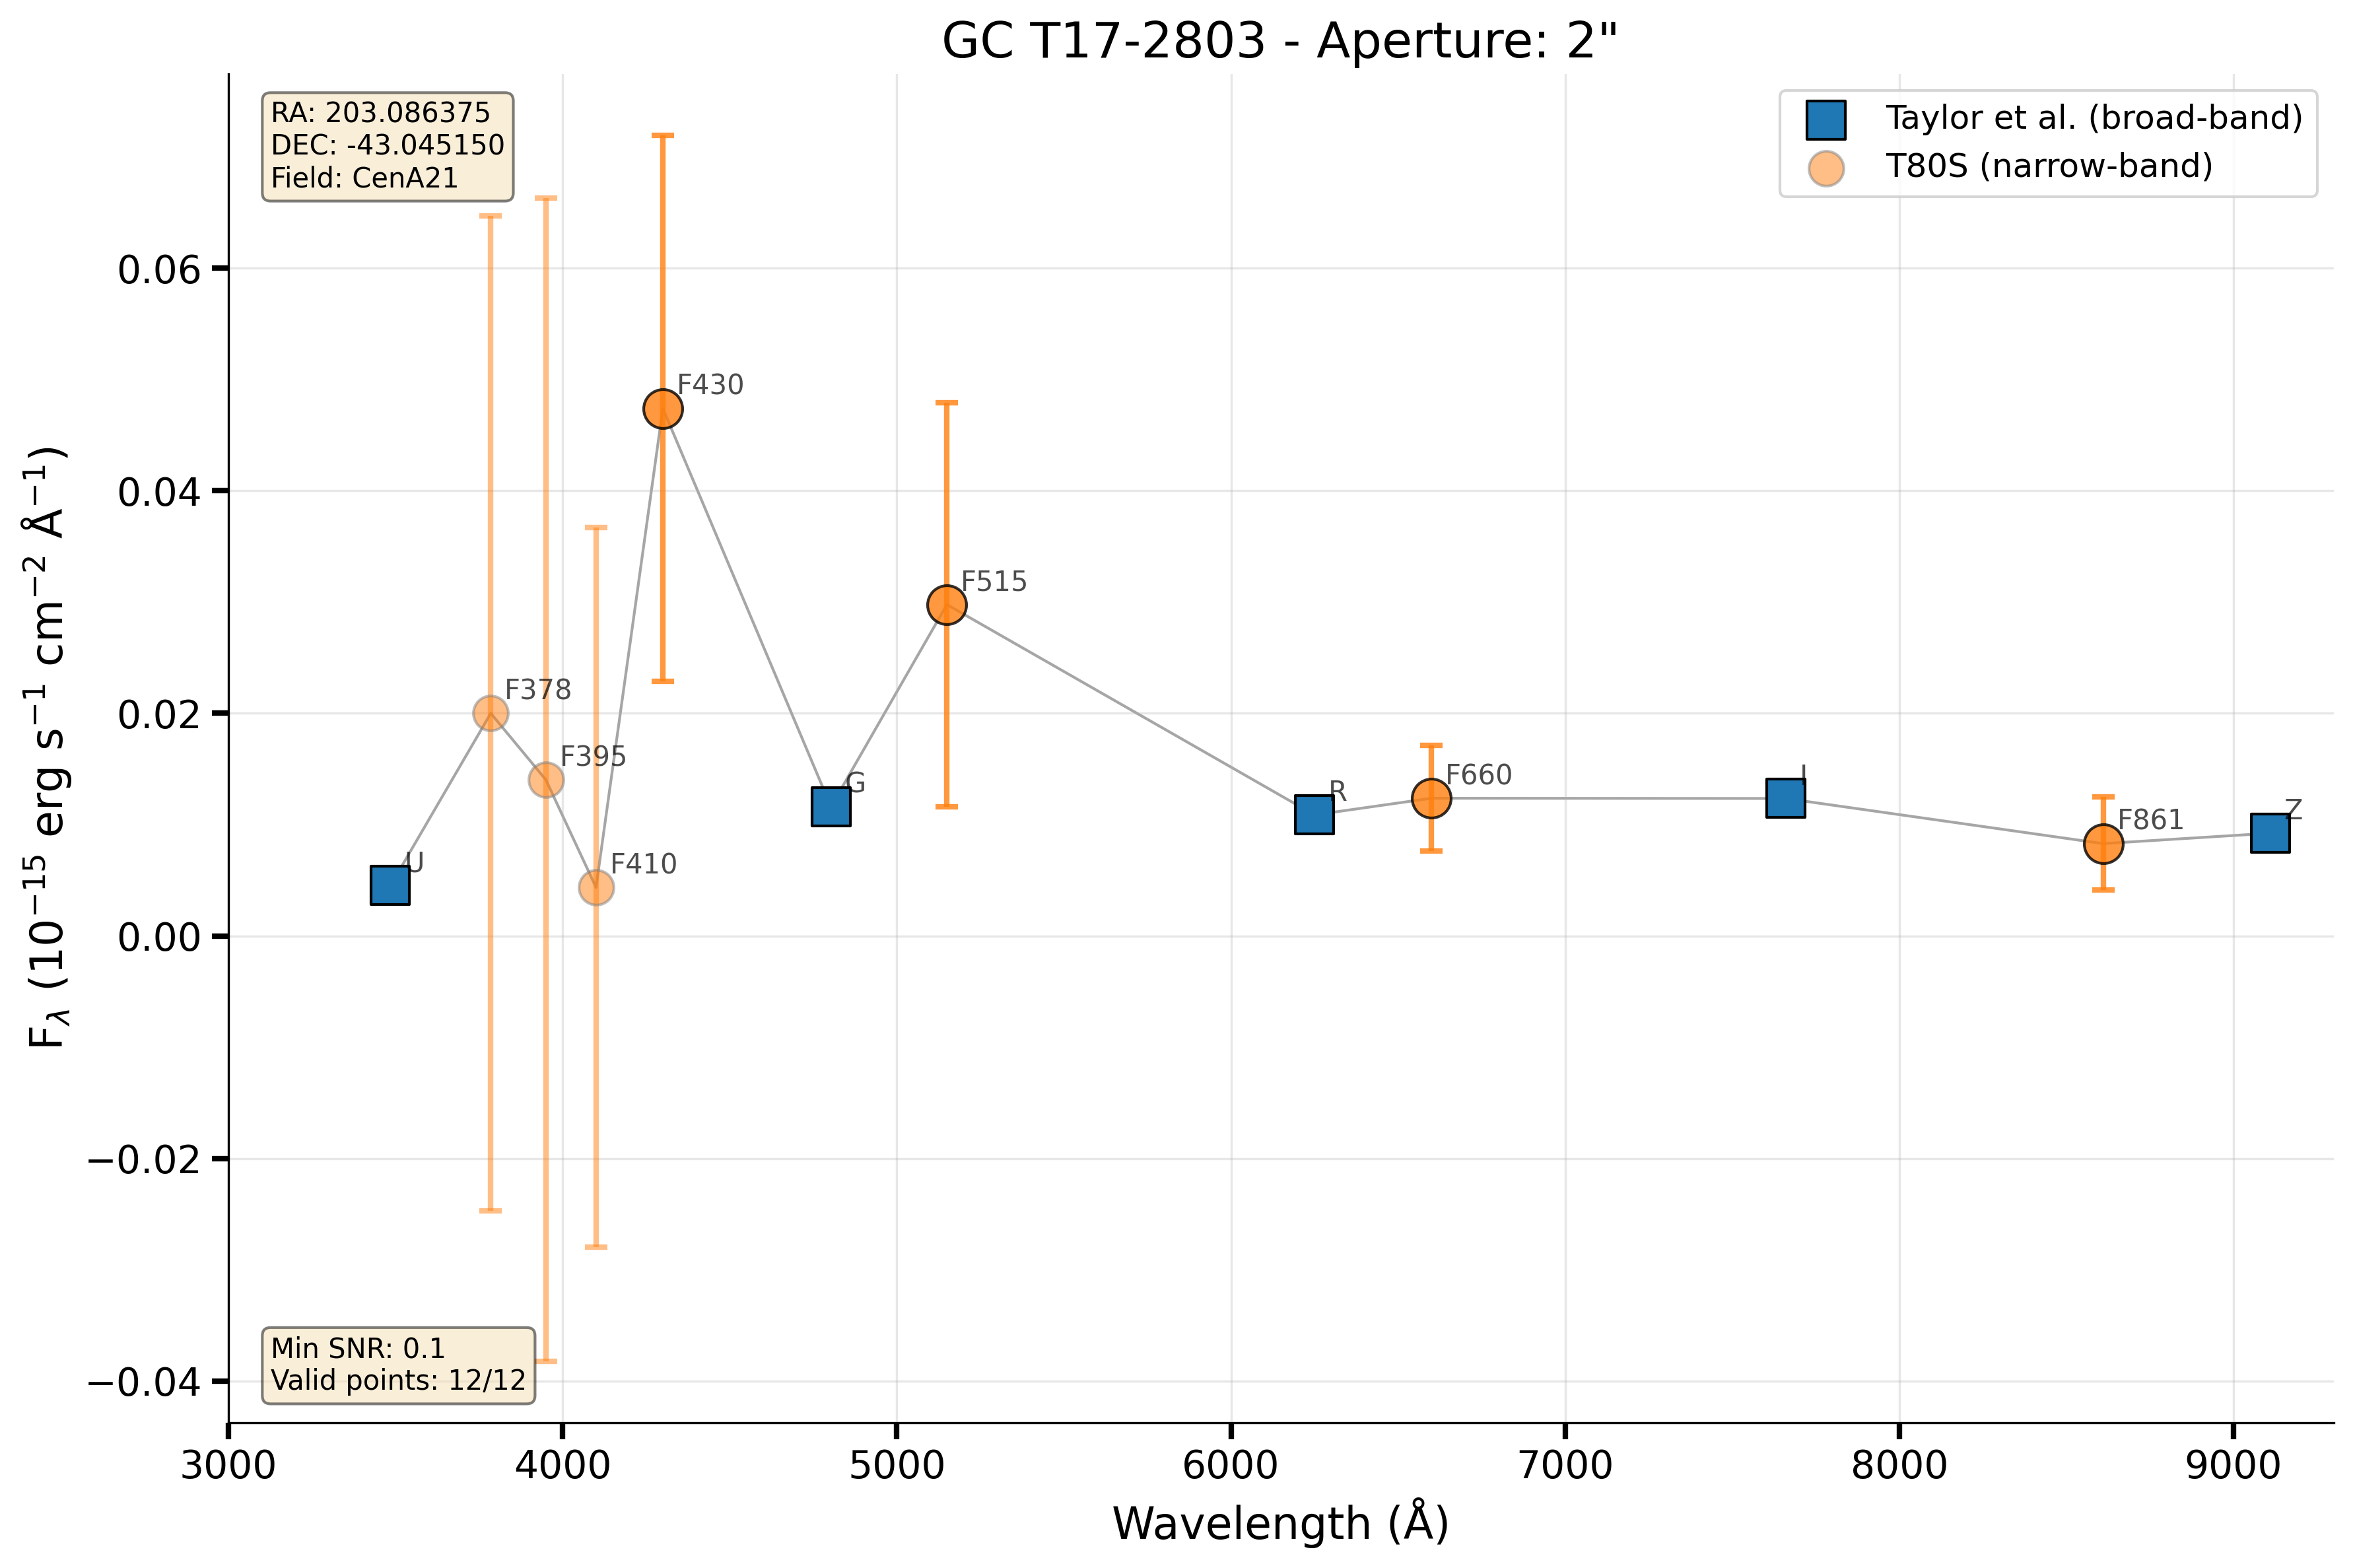 GC T17-2803 - Aperture: 2"
RA: 203.086375
DEC: -43.045150
Field: CenA21
Taylor et al. (broad-band)
T80S (narrow-band)
F430
F515
F378
F395
F410
U
G
R
F660
I
F861
Z
0.06
0.04
0.02
0.00
−0.02
−0.04
F_λ (10⁻¹⁵ erg s⁻¹ cm⁻² Å⁻¹)
Min SNR: 0.1
Valid points: 12/12
3000 4000 5000 6000 7000 8000 9000
Wavelength (Å)